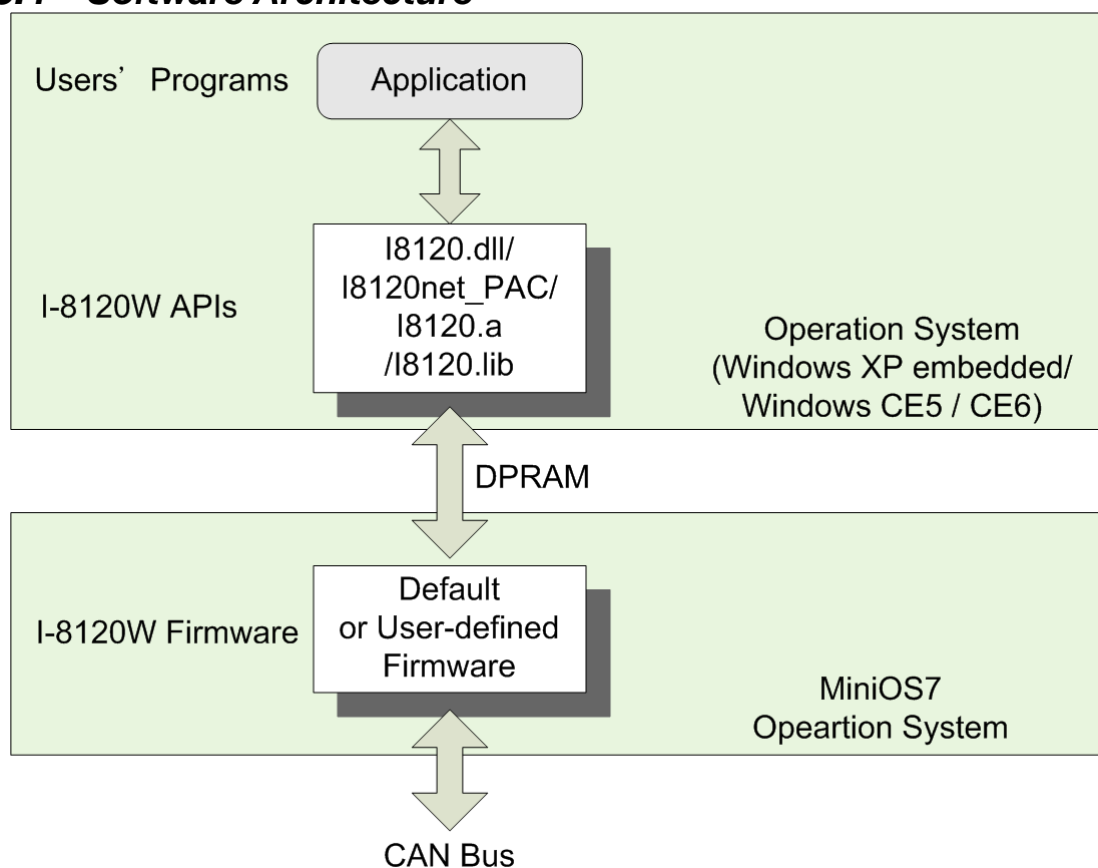 Software Architecture
Users’ Programs
Application
I8120.dll/
I8120net_PAC/
I8120.a
/I8120.lib
I-8120W APIs
Operation System
(Windows XP embedded/
Windows CE5 / CE6)
DPRAM
Default
or User-defined
Firmware
I-8120W Firmware
MiniOS7
Opeartion System
CAN Bus